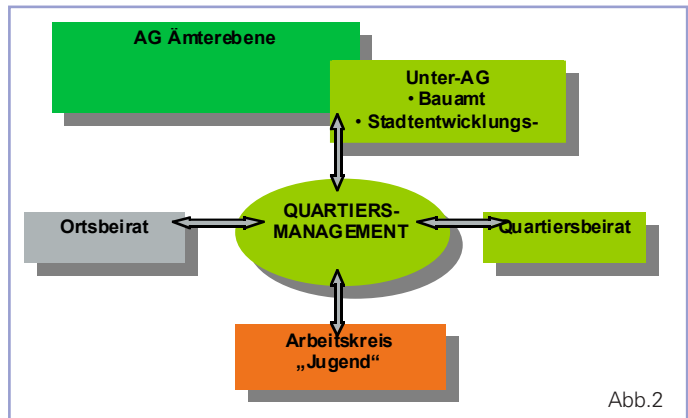 AG Ämterebene
Unter-AG
• Bauamt
• Stadtentwicklungs-
Ortsbeirat
QUARTIERS-
MANAGEMENT
Quartiersbeirat
Arbeitskreis
„Jugend“
Abb.2